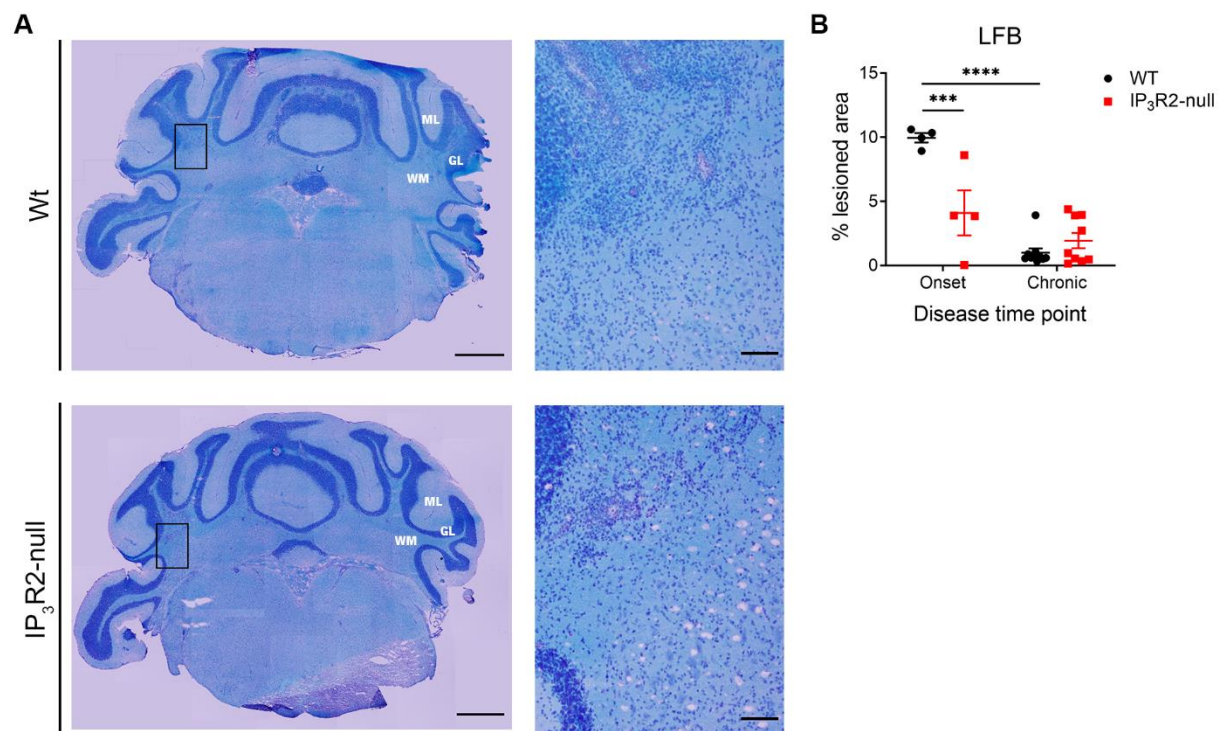 A
Wt
ML
GL
WM
IP₃R2-null
ML
GL
WM
B
LFB
% lesioned area
15
10
5
0
****
***
WT
IP₃R2-null
Onset
Chronic
Disease time point